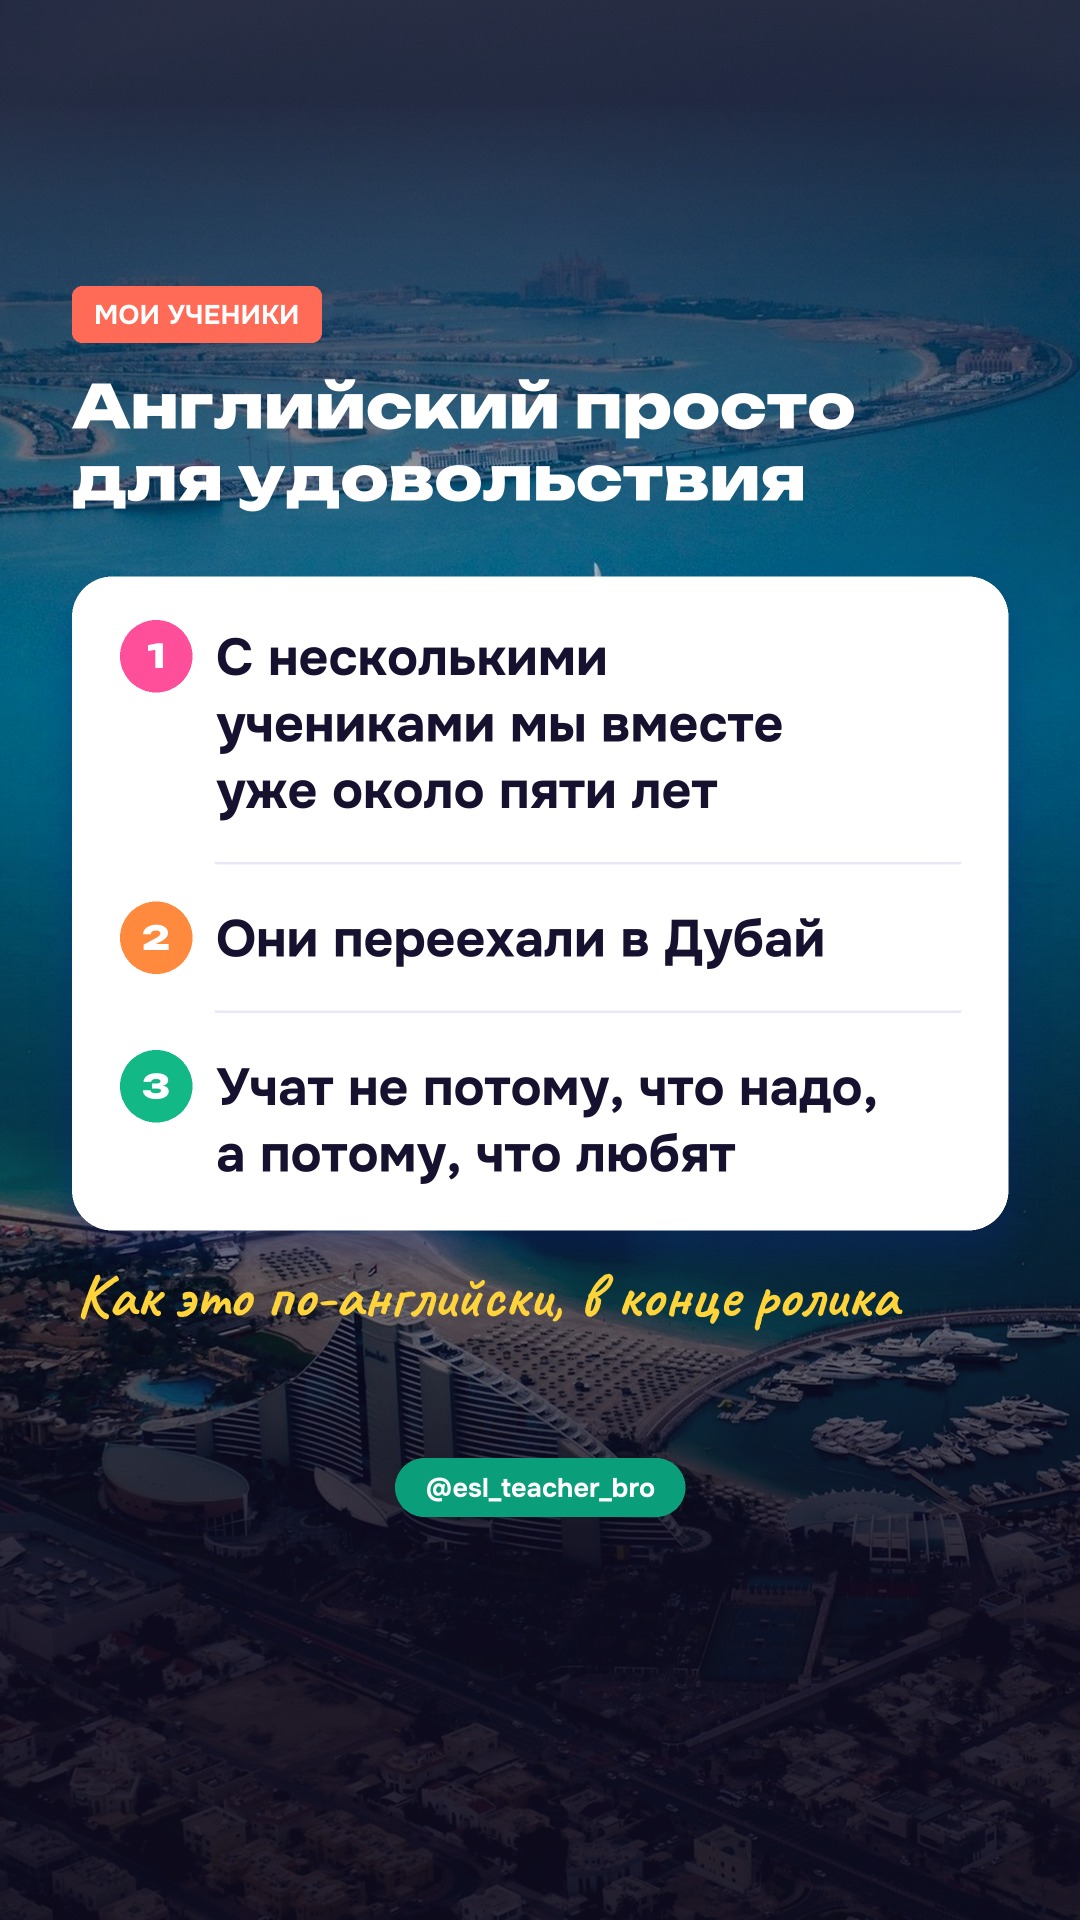 МОИ УЧЕНИКИ
Английский просто
для удовольствия
1 С несколькими
учениками мы вместе
уже около пяти лет
2 Они переехали в Дубай
3 Учат не потому, что надо,
а потому, что любят
Как это по-английски, в конце ролика
@esl_teacher_bro